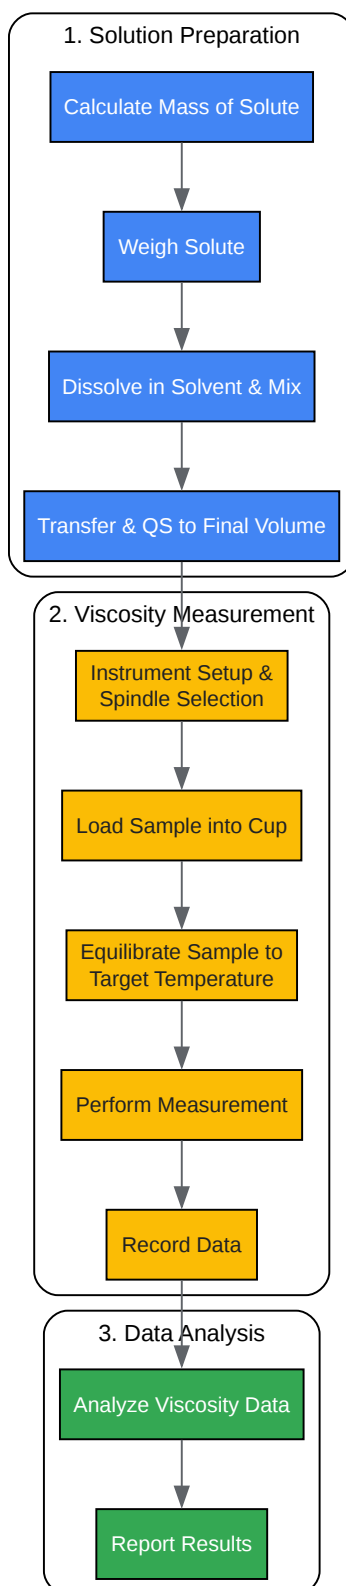 1. Solution Preparation
Calculate Mass of Solute
Weigh Solute
Dissolve in Solvent & Mix
Transfer & QS to Final Volume
2. Viscosity Measurement
Instrument Setup &
Spindle Selection
Load Sample into Cup
Equilibrate Sample to
Target Temperature
Perform Measurement
Record Data
3. Data Analysis
Analyze Viscosity Data
Report Results